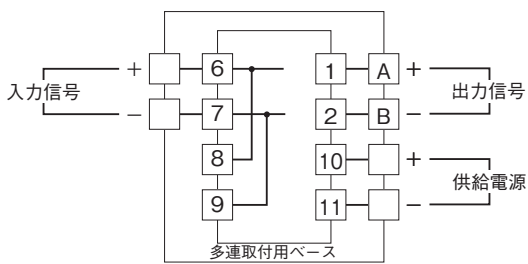 + 6 1 A +
入力信号 出力信号
− 7 2 B −
8 10 +
供給電源
9 11 −
多連取付用ベース